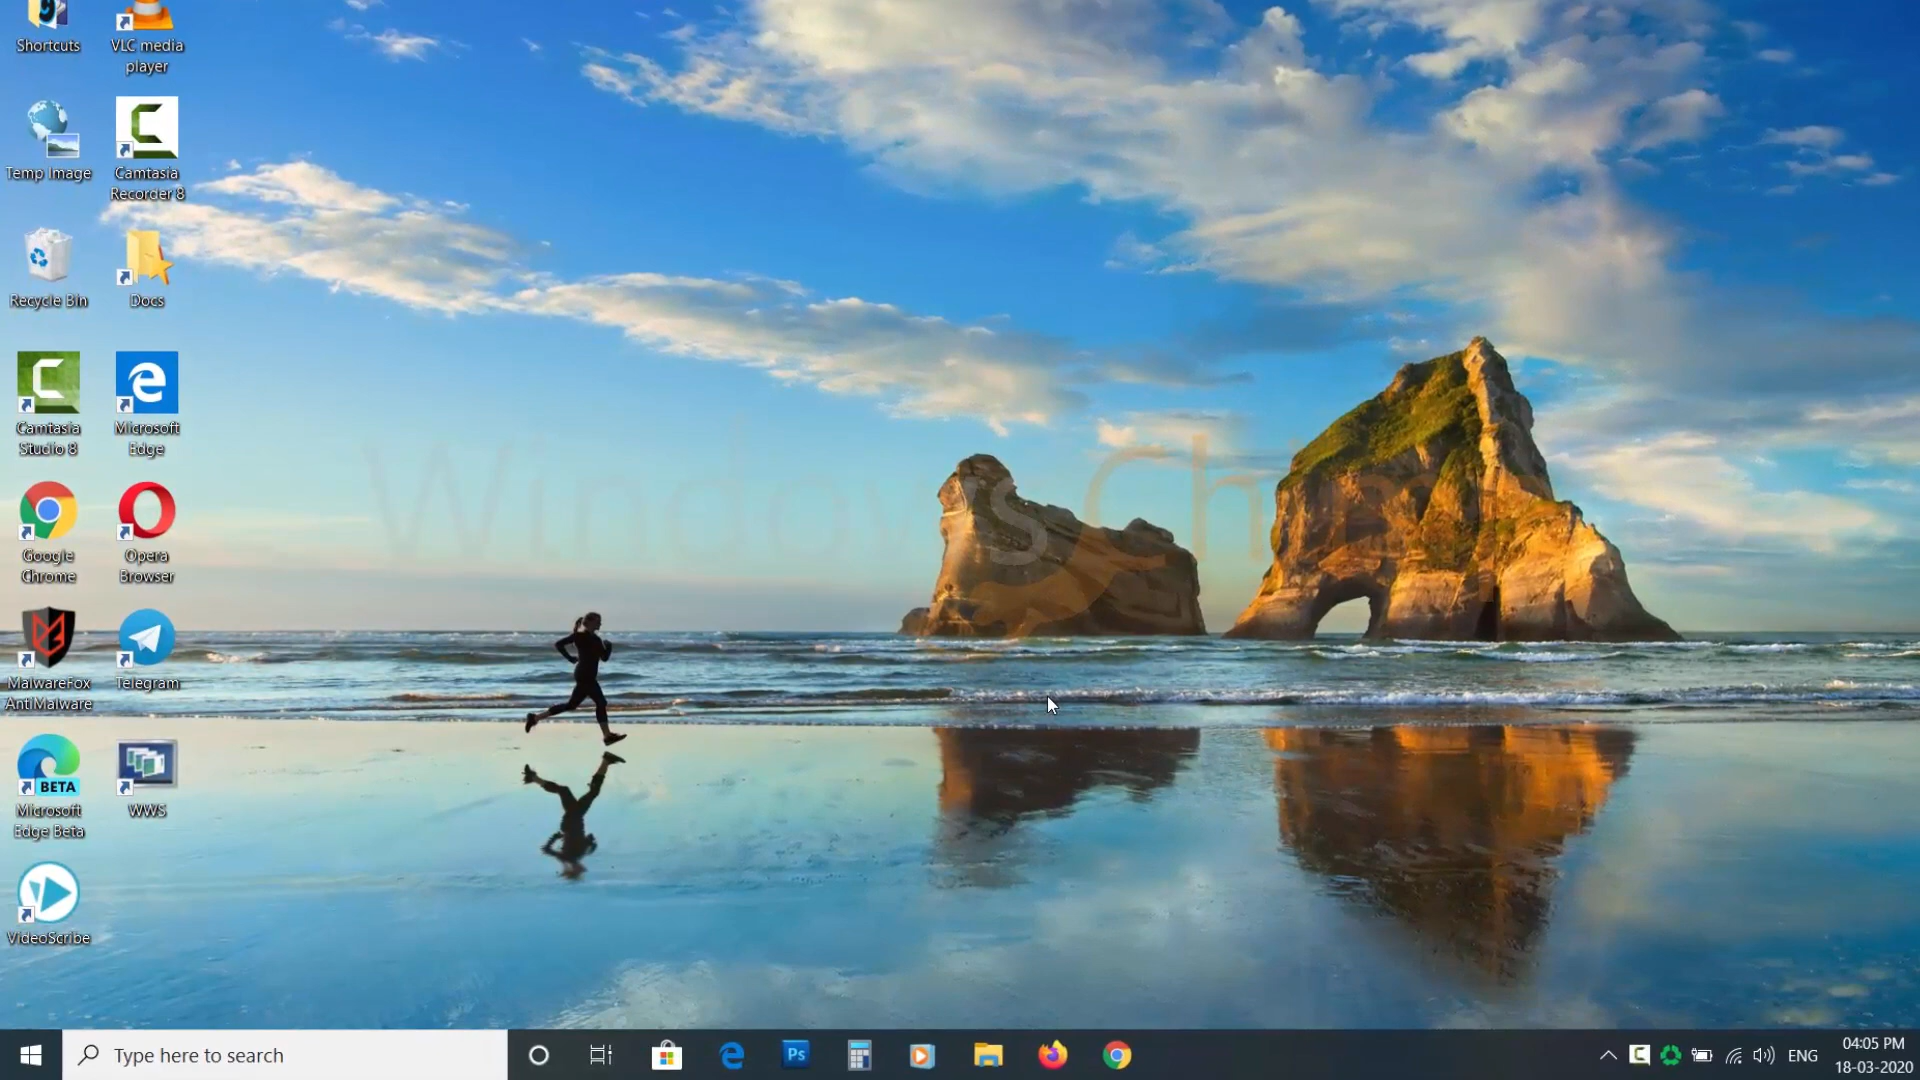 Shortcuts
VLC media
player
Temp Image
Camtasia
Recorder 8
Recycle Bin
Docs
Camtasia
Studio 8
Microsoft
Edge
Google
Chrome
Opera
Browser
MalwareFox
AntiMalware
Telegram
BETA
Microsoft
Edge Beta
WWS
VideoScribe
Windows
Type here to search
Ps
ENG
04:05 PM
18-03-2020